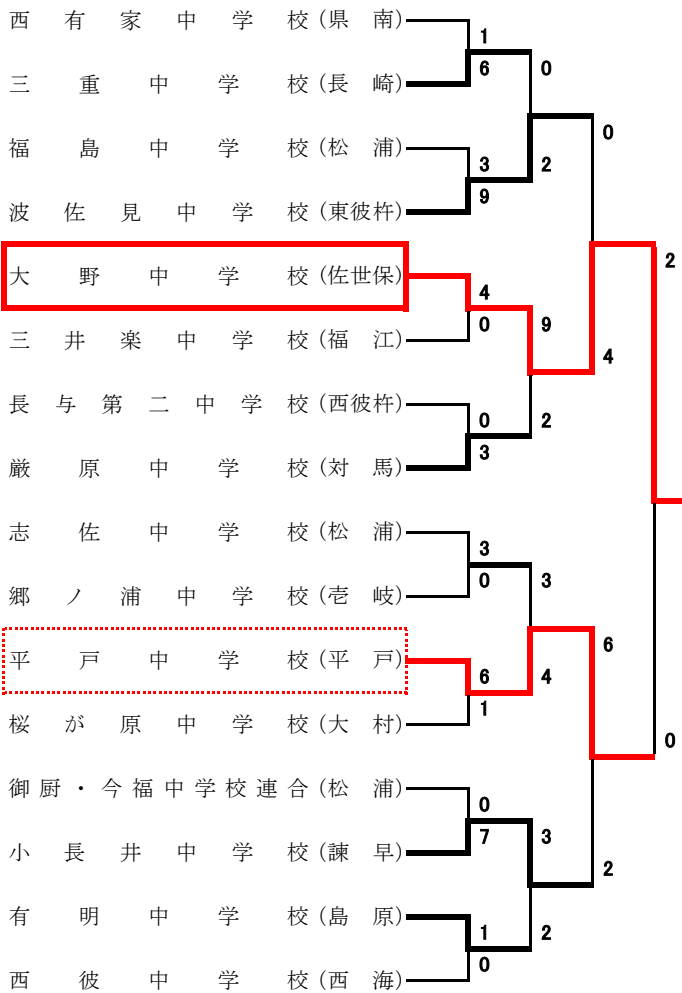 西有家中学校(県南)
1
6
0
三重中学校(長崎)
0
福島中学校(松浦)
3
2
9
波佐見中学校(東彼杵)
2
大野中学校(佐世保)
4
0
9
三井楽中学校(福江)
4
長与第二中学校(西彼杵)
0
2
3
厳原中学校(対馬)
志佐中学校(松浦)
3
0
3
郷ノ浦中学校(壱岐)
6
平戸中学校(平戸)
6
4
1
桜が原中学校(大村)
0
御厨・今福中学校連合(松浦)
0
7
3
小長井中学校(諫早)
2
有明中学校(島原)
1
2
0
西彼中学校(西海)